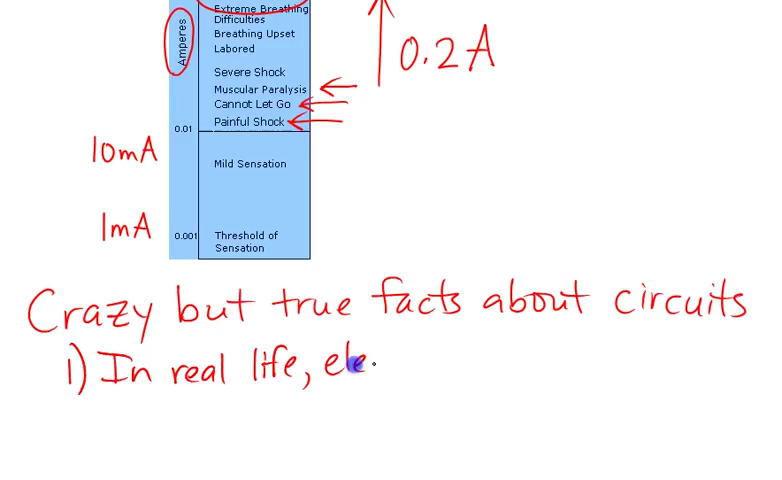 Extreme Breathing
Difficulties
Breathing Upset
Labored
Severe Shock
Muscular Paralysis
Cannot Let Go
Painful Shock
Mild Sensation
Threshold of
Sensation
Amperes
0.01
0.001
0.2A
10mA
1mA
Crazy but true facts about circuits
1) In real life, ele